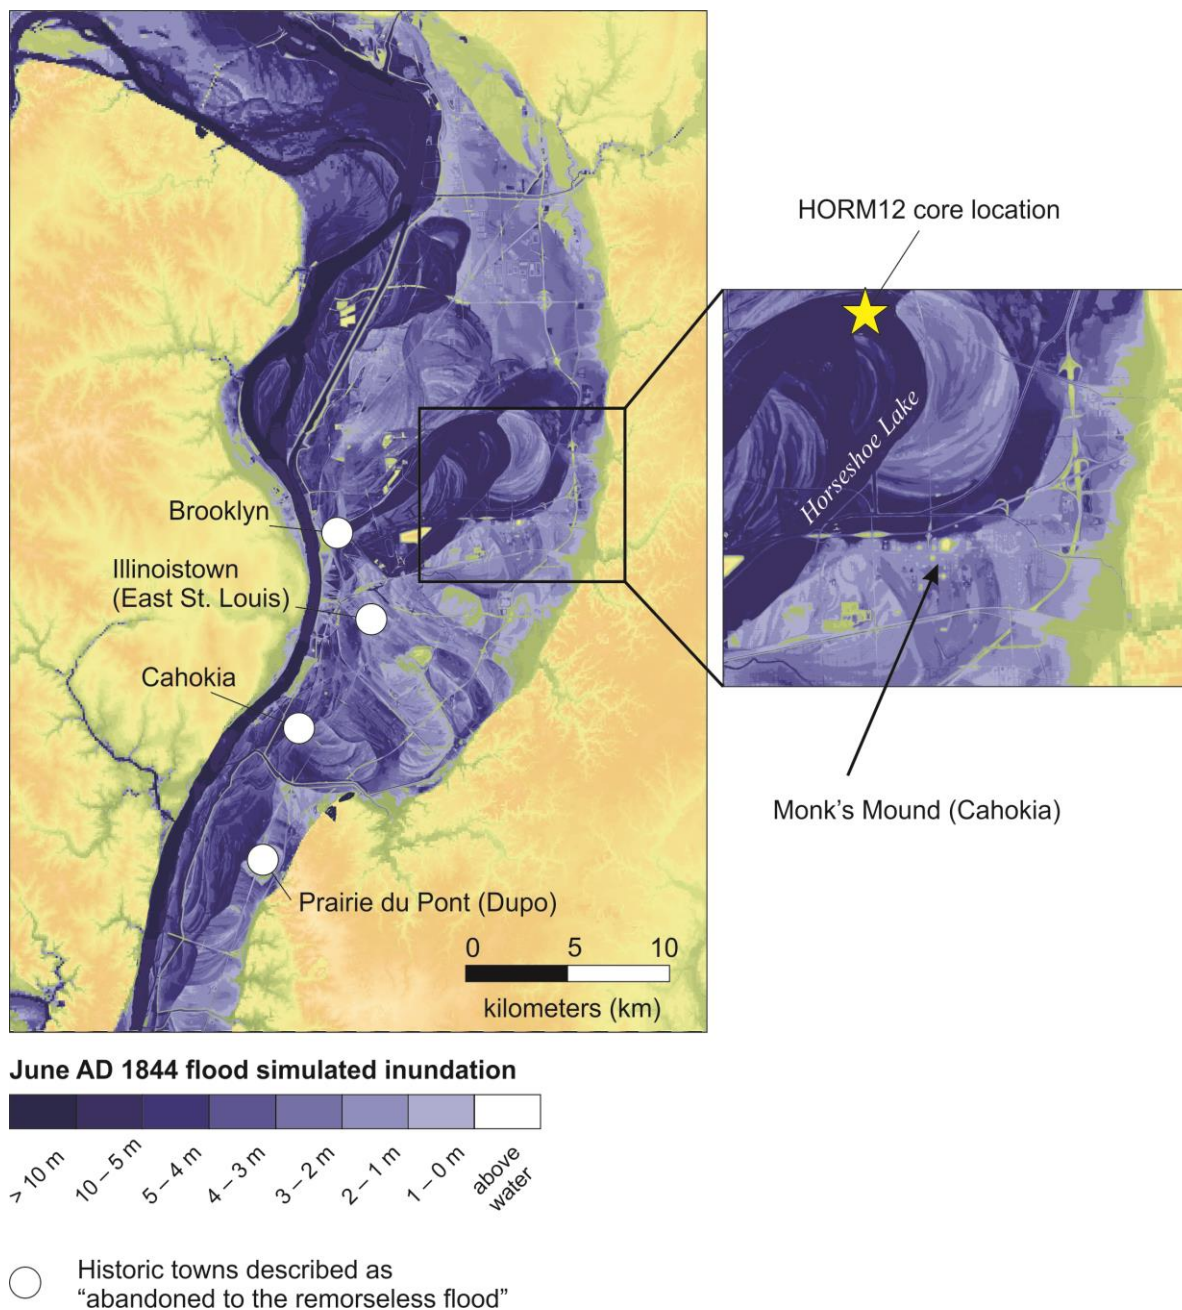 HORM12 core location
Horseshoe Lake
Monk's Mound (Cahokia)
Brooklyn
Illinoistown
(East St. Louis)
Cahokia
Prairie du Pont (Dupo)
0 5 10
kilometers (km)
June AD 1844 flood simulated inundation
> 10 m
10 – 5 m
5 – 4 m
4 – 3 m
3 – 2 m
2 – 1 m
1 – 0 m
above
water
Historic towns described as
“abandoned to the remorseless flood”